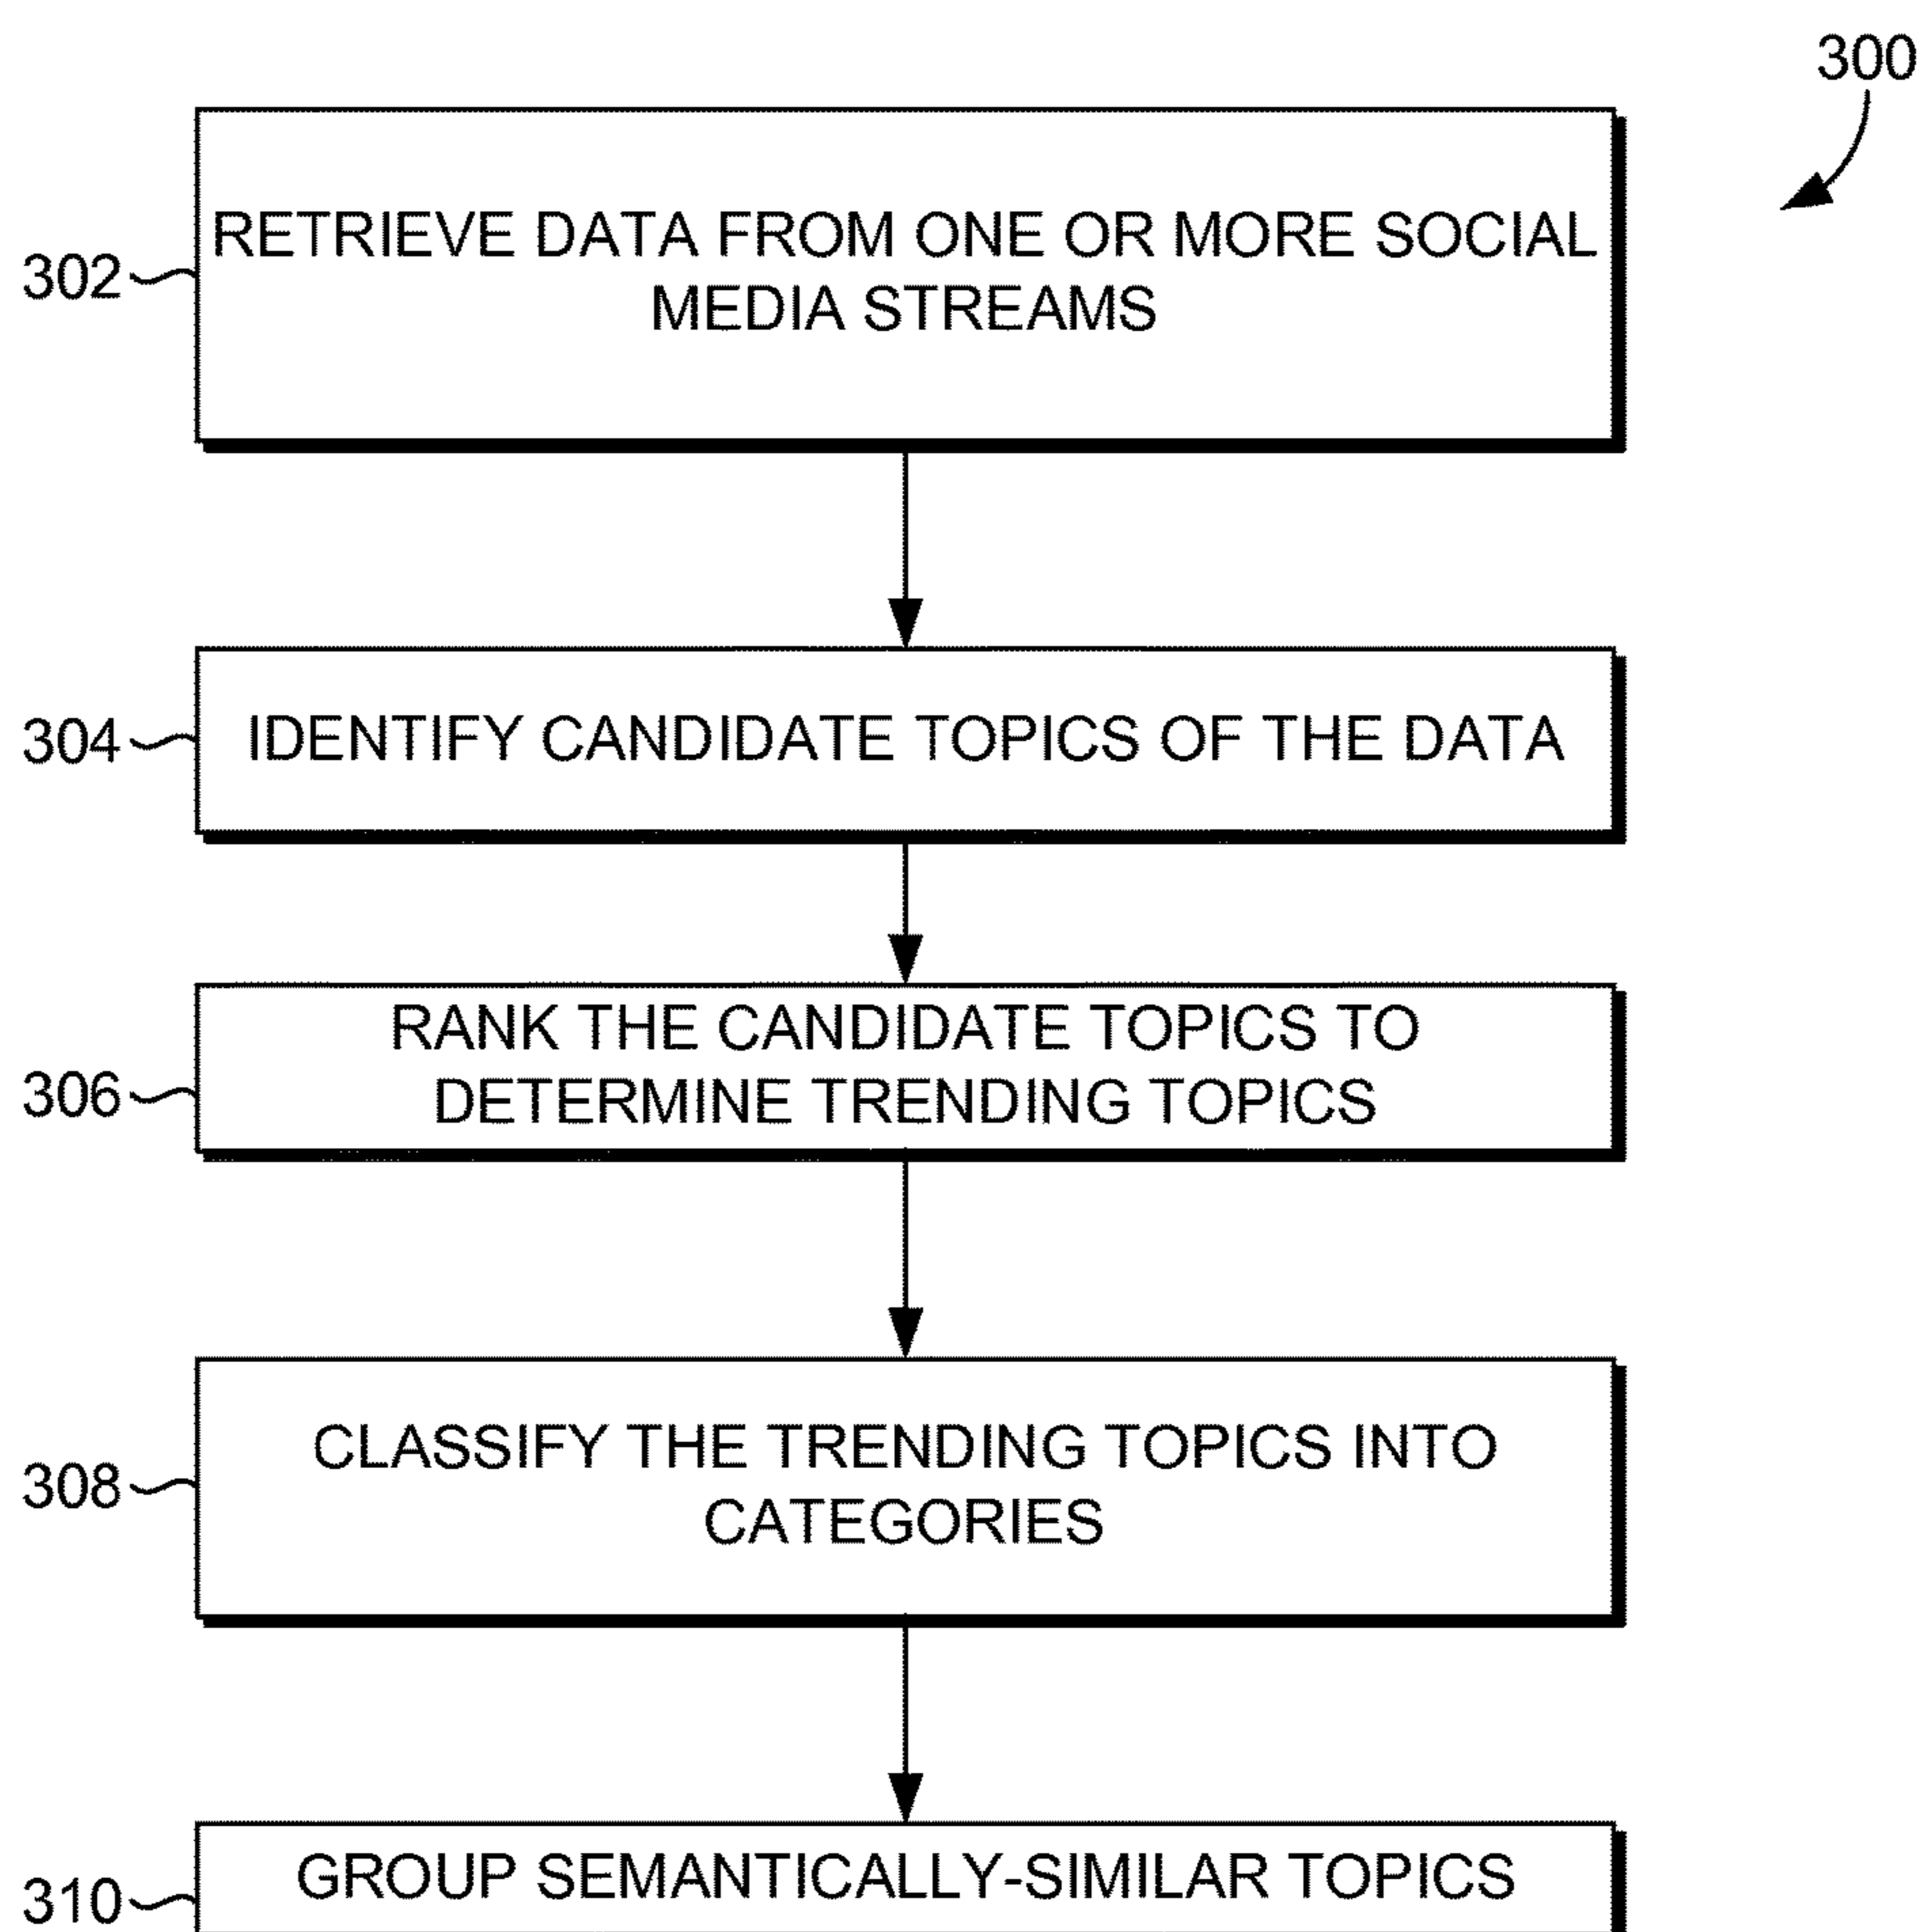 300
RETRIEVE DATA FROM ONE OR MORE SOCIAL
MEDIA STREAMS
302
IDENTIFY CANDIDATE TOPICS OF THE DATA
304
RANK THE CANDIDATE TOPICS TO
DETERMINE TRENDING TOPICS
306
CLASSIFY THE TRENDING TOPICS INTO
CATEGORIES
308
GROUP SEMANTICALLY-SIMILAR TOPICS
310